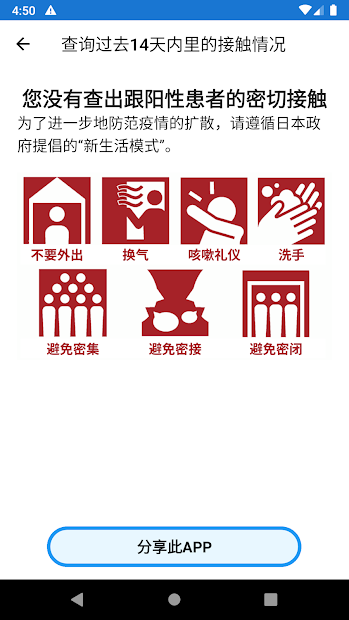 4:50
查询过去14天内里的接触情况
您没有查出跟阳性患者的密切接触
为了进一步地防范疫情的扩散，请遵循日本政
府提倡的“新生活模式”。
不要外出 换气 咳嗽礼仪 洗手
避免密集 避免密接 避免密闭
分享此APP